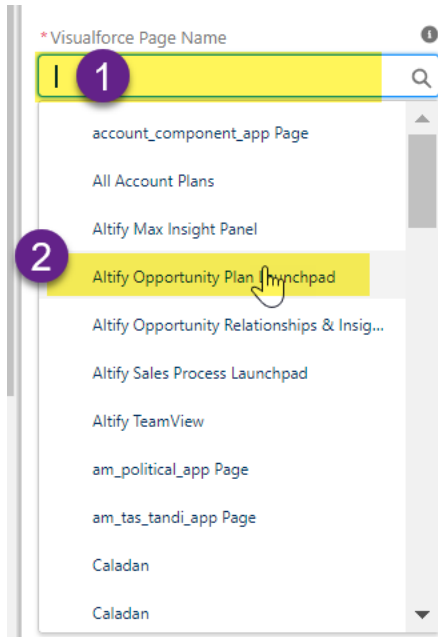 *Visualforce Page Name
1
account_component_app Page
All Account Plans
Altify Max Insight Panel
2
Altify Opportunity Plan Launchpad
Altify Opportunity Relationships & Insig...
Altify Sales Process Launchpad
Altify TeamView
am_political_app Page
am_tas_tandi_app Page
Caladan
Caladan